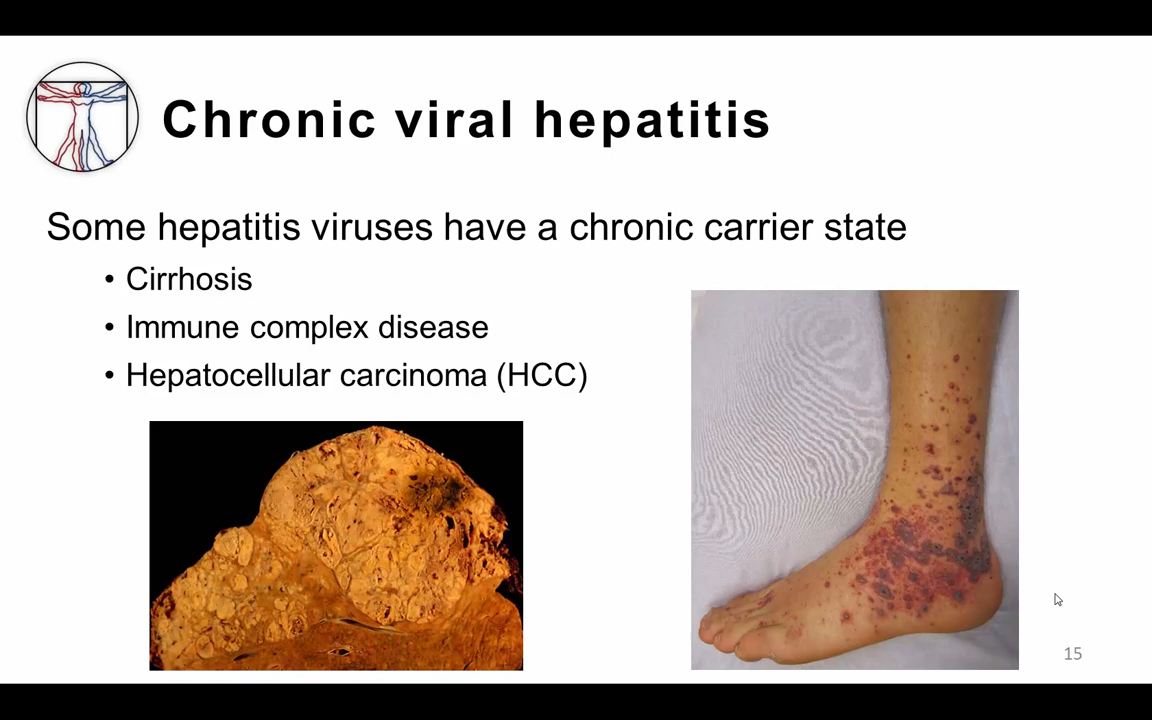 Chronic viral hepatitis
Some hepatitis viruses have a chronic carrier state
• Cirrhosis
• Immune complex disease
• Hepatocellular carcinoma (HCC)
15